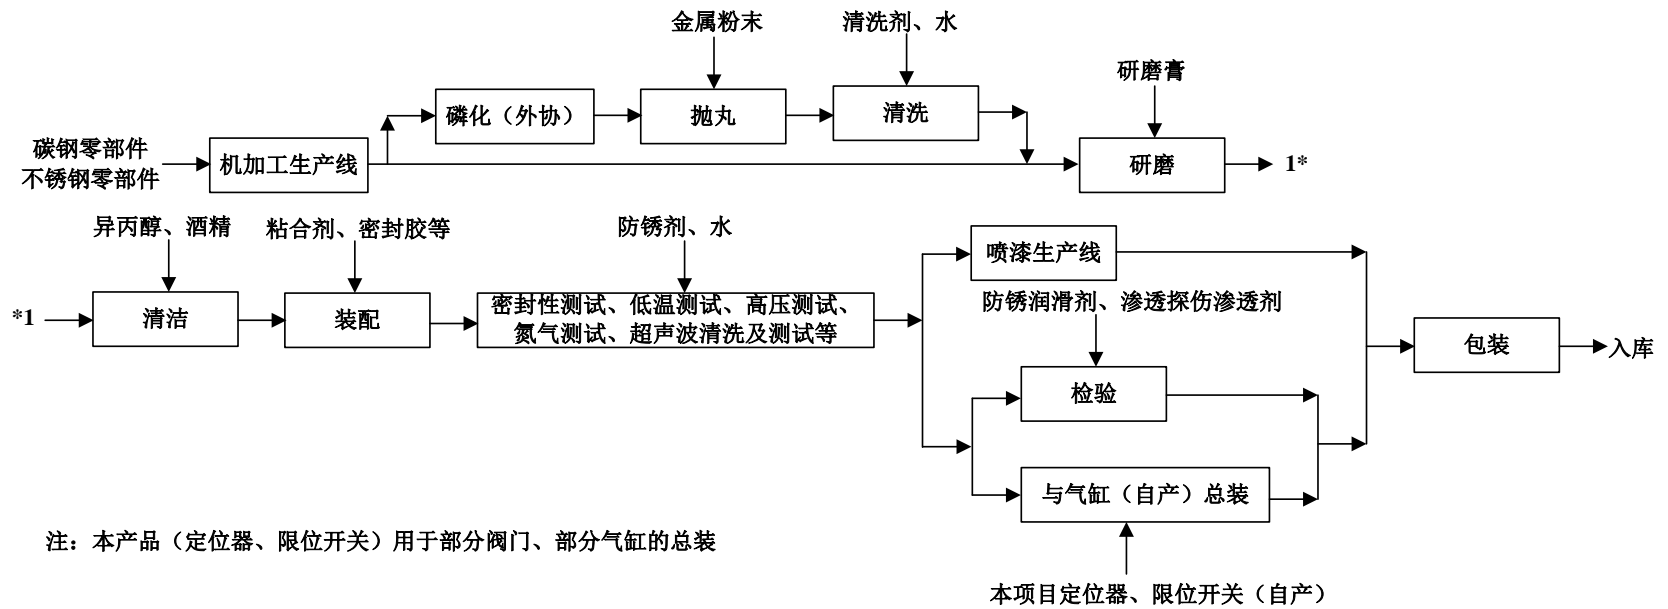 金属粉末
清洗剂、水
研磨膏
磷化（外协）
抛丸
清洗
碳钢零部件
不锈钢零部件
机加工生产线
研磨
1*
异丙醇、酒精
粘合剂、密封胶等
防锈剂、水
喷漆生产线
防锈润滑剂、渗透探伤渗透剂
*1
清洁
装配
密封性测试、低温测试、高压测试、
氮气测试、超声波清洗及测试等
包装
入库
检验
与气缸（自产）总装
注：本产品（定位器、限位开关）用于部分阀门、部分气缸的总装
本项目定位器、限位开关（自产）